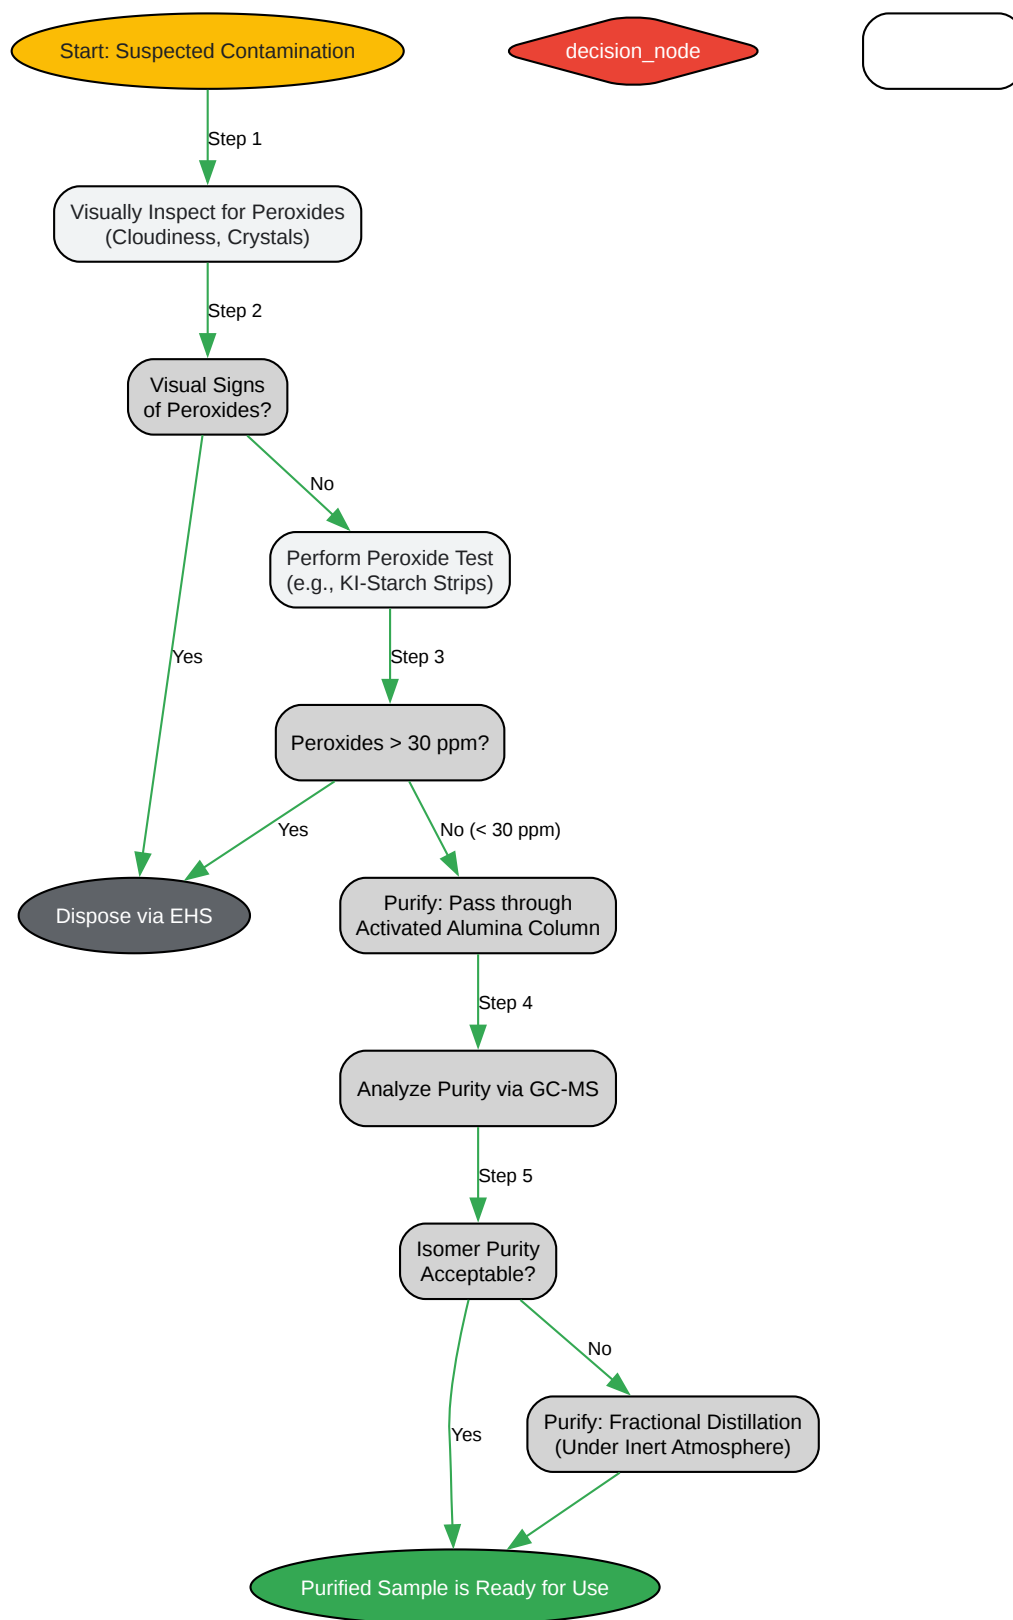 Start: Suspected Contamination
decision_node
Step 1
Visually Inspect for Peroxides
(Cloudiness, Crystals)
Step 2
Visual Signs
of Peroxides?
No
Perform Peroxide Test
(e.g., KI-Starch Strips)
Yes
Step 3
Peroxides > 30 ppm?
Yes
No (< 30 ppm)
Dispose via EHS
Purify: Pass through
Activated Alumina Column
Step 4
Analyze Purity via GC-MS
Step 5
Isomer Purity
Acceptable?
No
Purify: Fractional Distillation
(Under Inert Atmosphere)
Yes
Purified Sample is Ready for Use